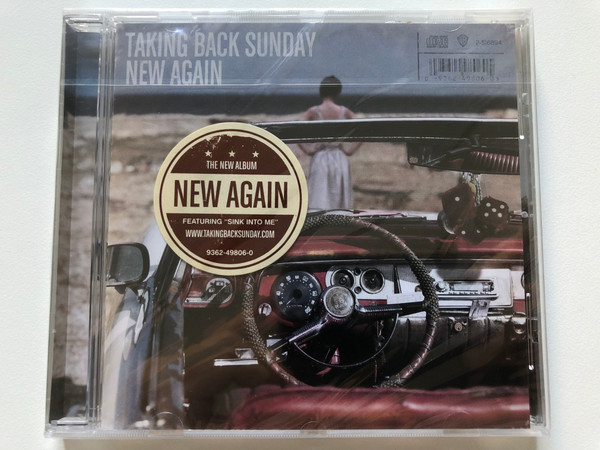 TAKING BACK SUNDAY
NEW AGAIN
THE NEW ALBUM
NEW AGAIN
FEATURING "SINK INTO ME"
WWW.TAKINGBACKSUNDAY.COM
9362-49806-0